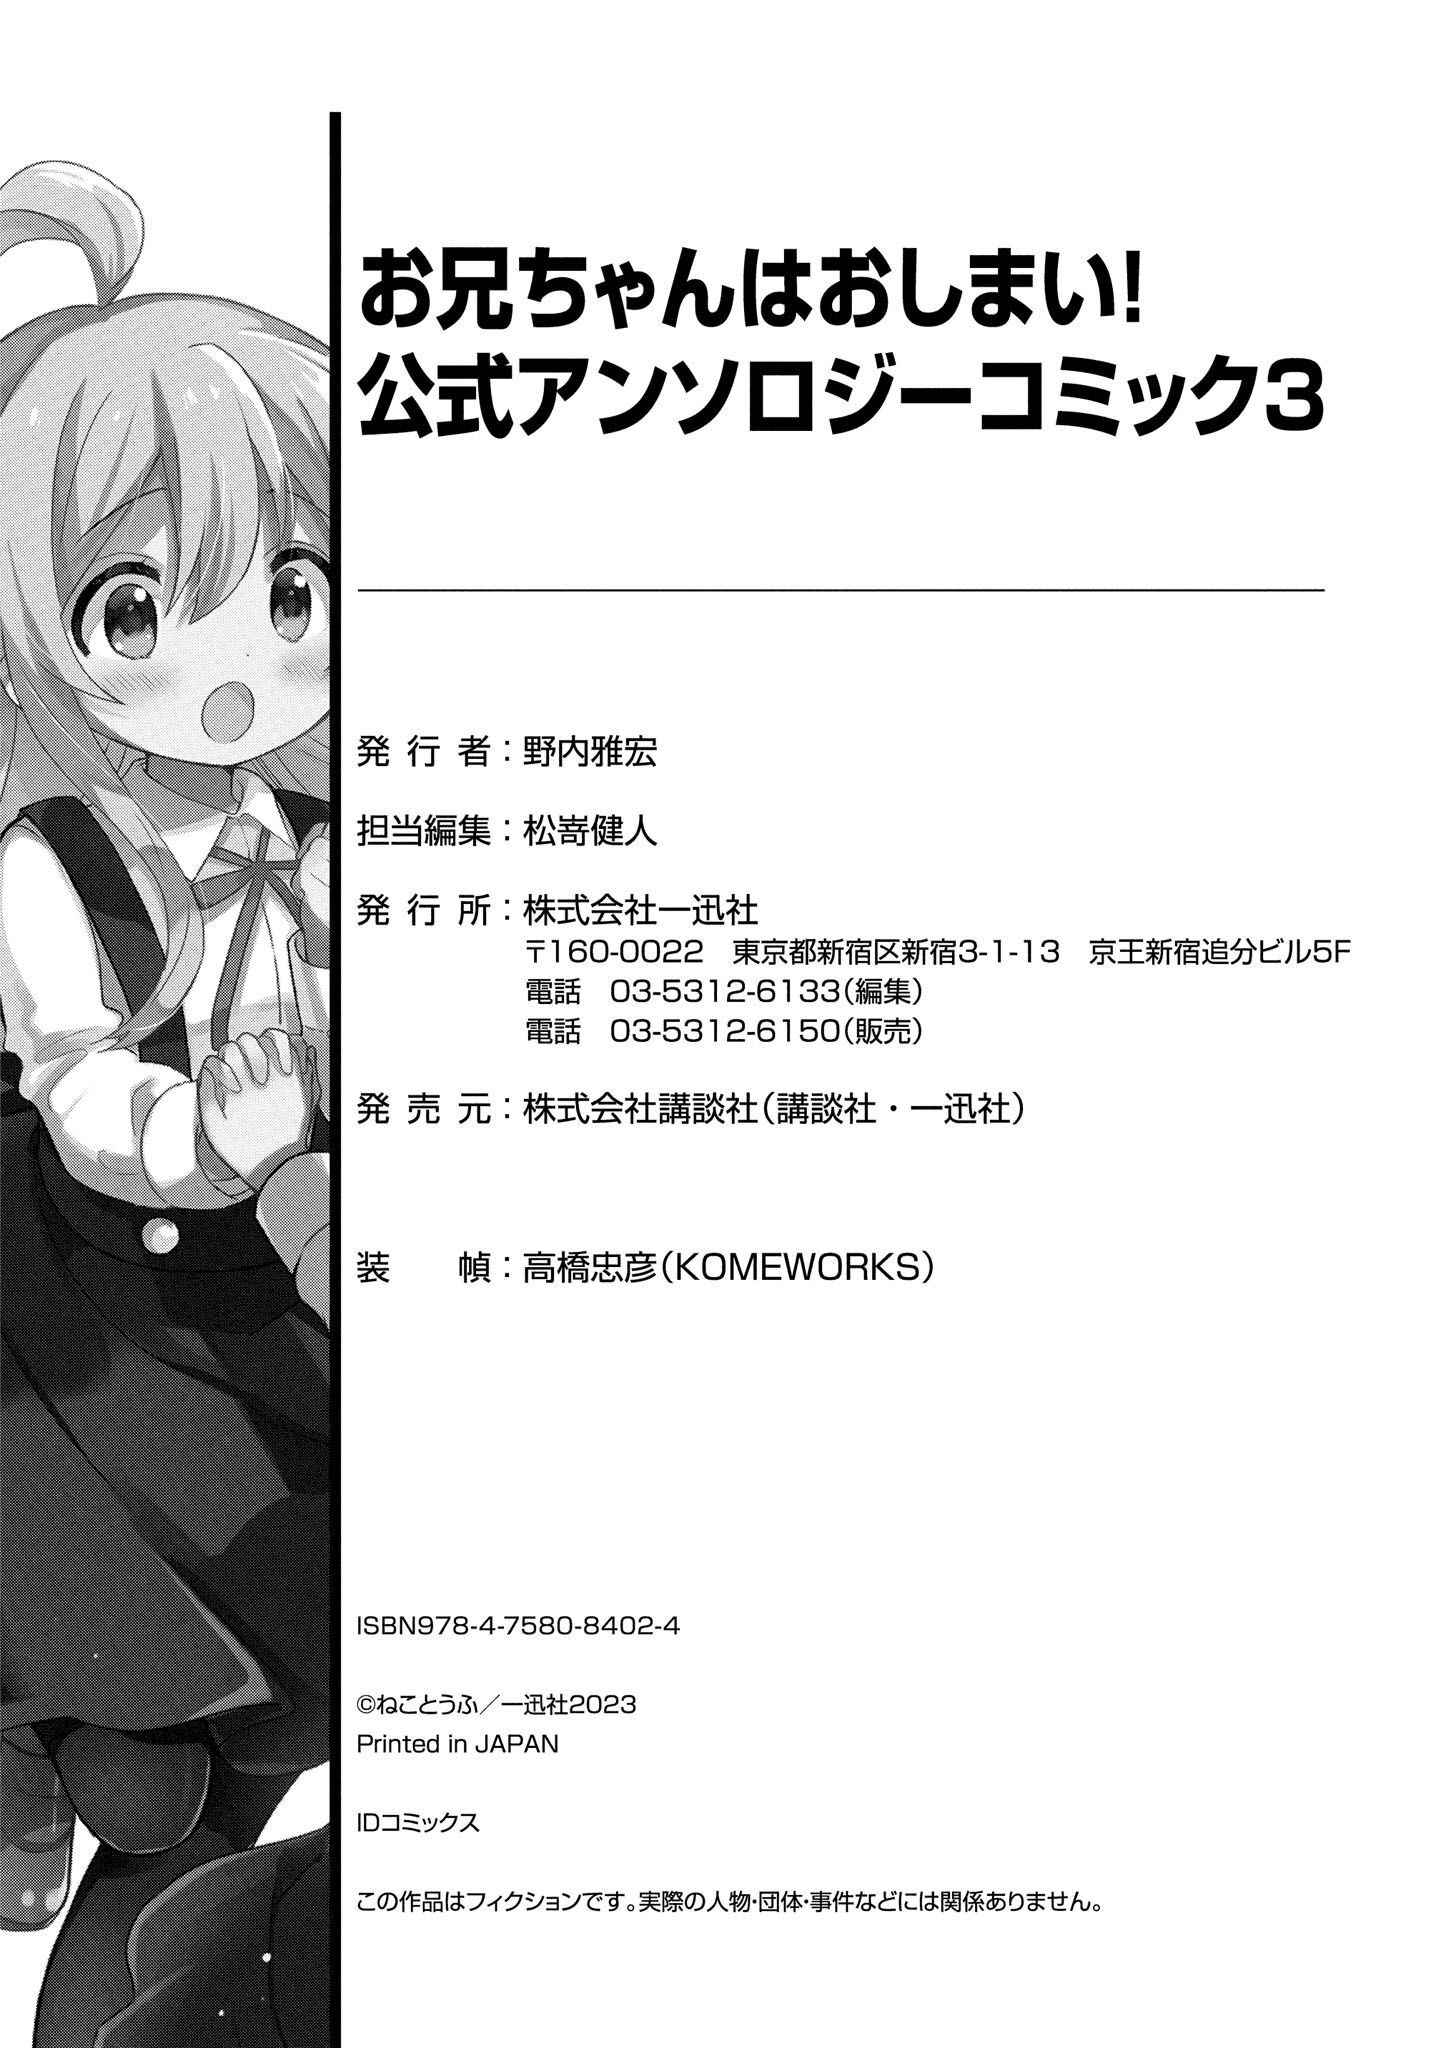 お兄ちゃんはおしまい!
公式アンソロジーコミック3
発行者：野内雅宏
担当編集：松嵜健人
発行所：株式会社一迅社
〒160-0022　東京都新宿区新宿3-1-13　京王新宿追分ビル5F
電話　03-5312-6133(編集)
電話　03-5312-6150(販売)
発売元：株式会社講談社(講談社・一迅社)
装　幀：高橋忠彦(KOMEWORKS)
ISBN978-4-7580-8402-4
©ねことうふ／一迅社2023
Printed in JAPAN
IDコミックス
この作品はフィクションです。実際の人物・団体・事件などには関係ありません。